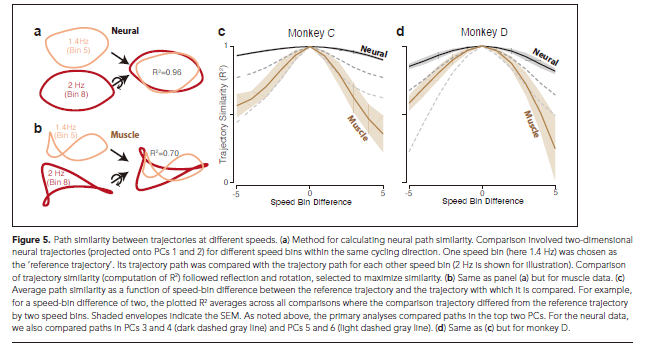 a
Neural
1.4Hz
(Bin 5)
2 Hz
(Bin 8)
R²=0.96
b
Muscle
1.4Hz
(Bin 5)
2 Hz
(Bin 8)
R²=0.70
c
Monkey C
Trajectory Similarity (R²)
1
0
Neural
Muscle
-5
0
5
Speed Bin Difference
d
Monkey D
Neural
Muscle
-5
0
5
Speed Bin Difference
Figure 5. Path similarity between trajectories at different speeds. (a) Method for calculating neural path similarity. Comparison involved two-dimensional
neural trajectories (projected onto PCs 1 and 2) for different speed bins within the same cycling direction. One speed bin (here 1.4 Hz) was chosen as
the 'reference trajectory'. Its trajectory path was compared with the trajectory path for each other speed bin (2 Hz is shown for illustration). Comparison
of trajectory similarity (computation of R²) followed reflection and rotation, selected to maximize similarity. (b) Same as panel (a) but for muscle data. (c)
Average path similarity as a function of speed-bin difference between the reference trajectory and the trajectory with which it is compared. For example,
for a speed-bin difference of two, the plotted R² averages across all comparisons where the comparison trajectory differed from the reference trajectory
by two speed bins. Shaded envelopes indicate the SEM. As noted above, the primary analyses compared paths in the top two PCs. For the neural data,
we also compared paths in PCs 3 and 4 (dark dashed gray line) and PCs 5 and 6 (light dashed gray line). (d) Same as (c) but for monkey D.